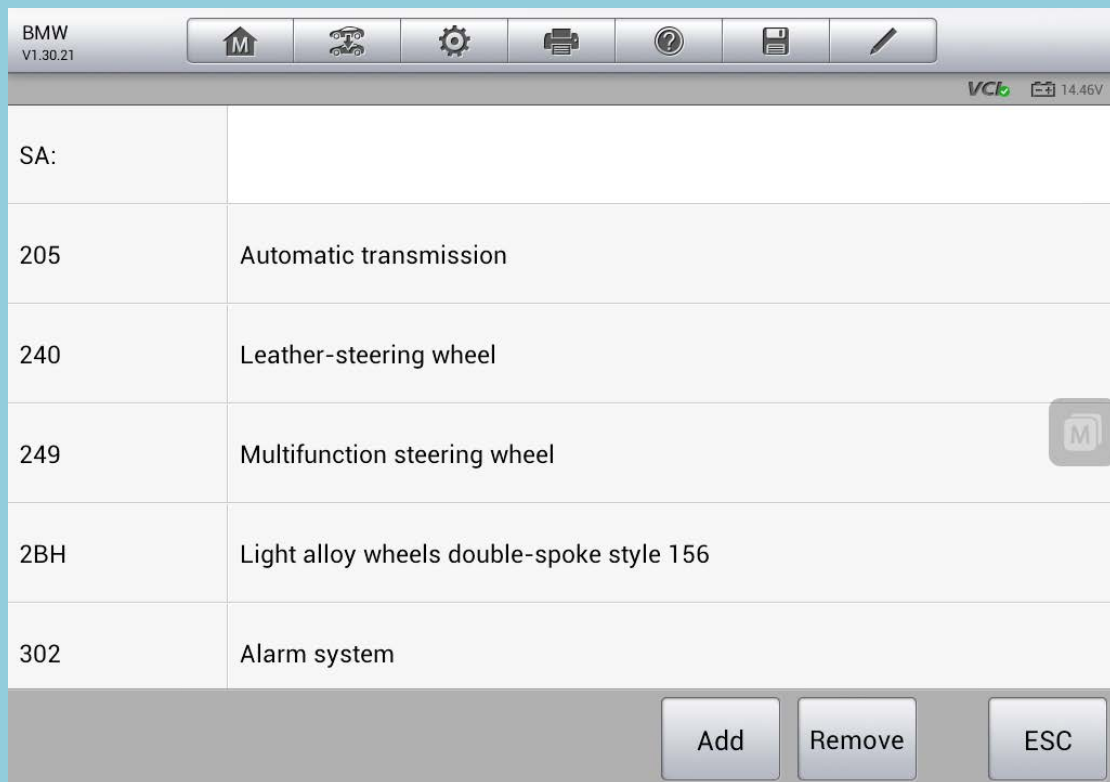 BMW
V1.30.21
M
?
VCI 14.46V
SA:
205 Automatic transmission
240 Leather-steering wheel
249 Multifunction steering wheel
M
2BH Light alloy wheels double-spoke style 156
302 Alarm system
Add Remove ESC